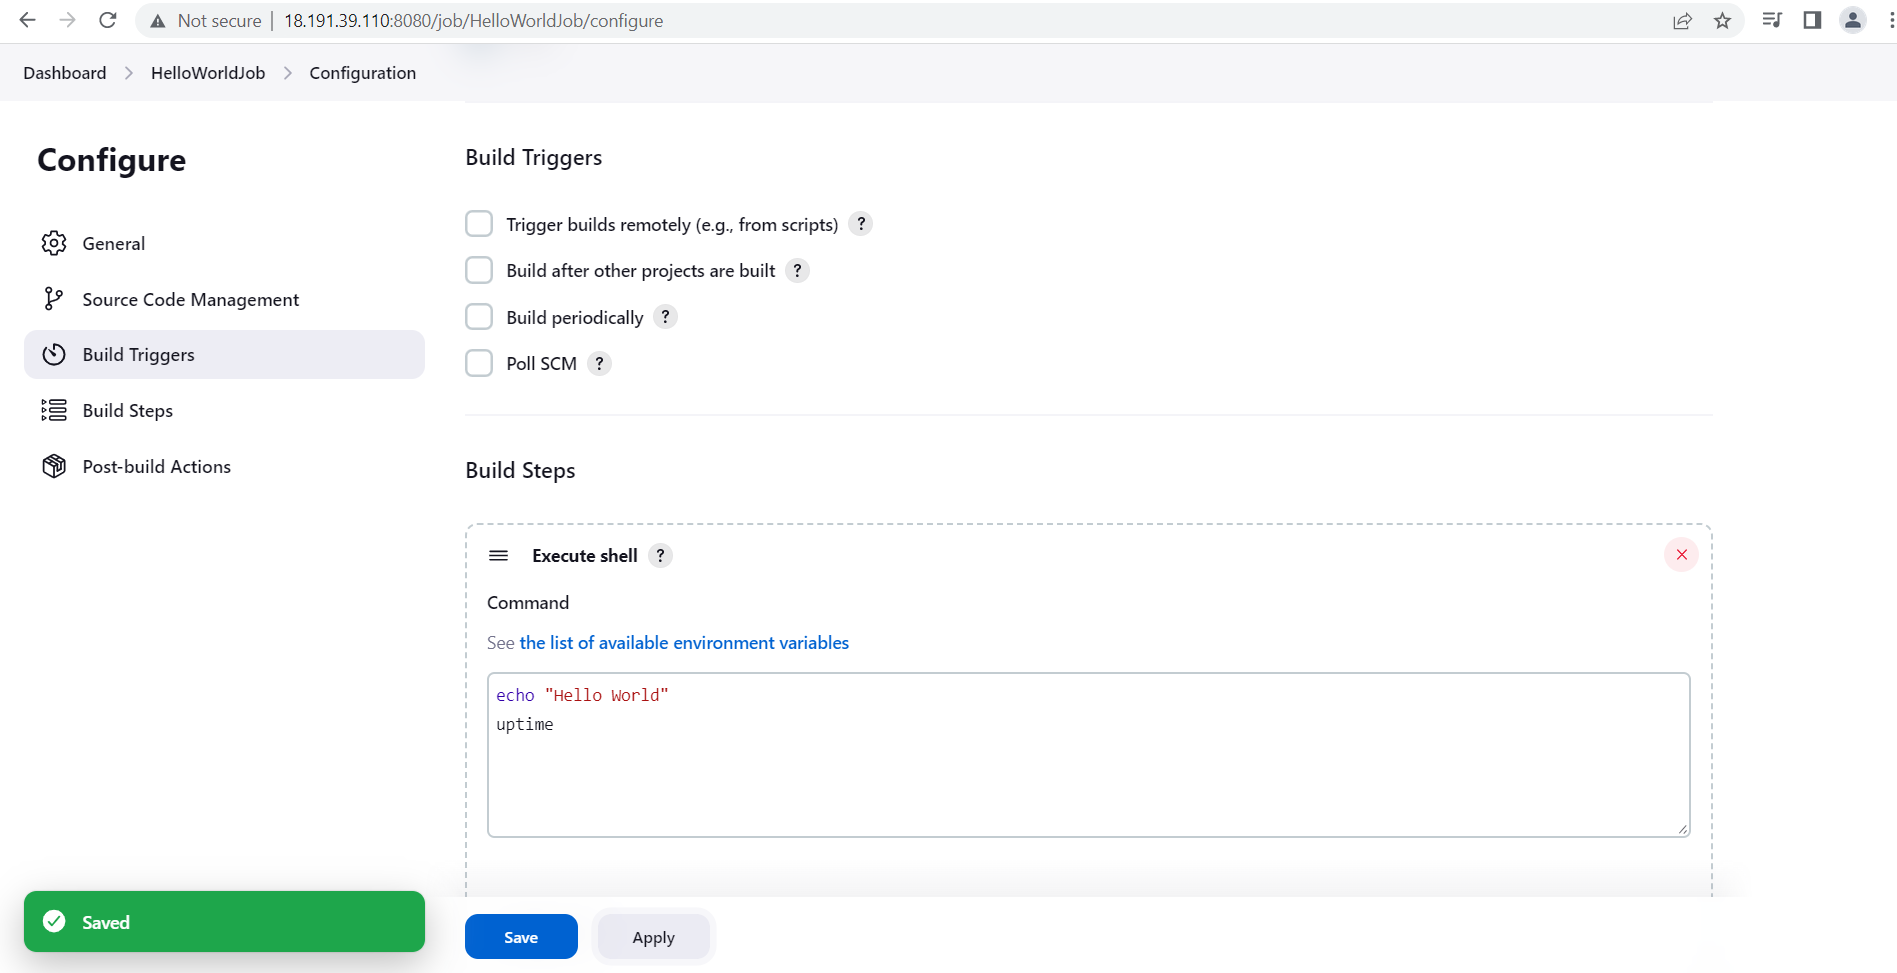 Not secure | 18.191.39.110:8080/job/HelloWorldJob/configure
Dashboard > HelloWorldJob > Configuration
Configure
General
Source Code Management
Build Triggers
Build Steps
Post-build Actions
Build Triggers
Trigger builds remotely (e.g., from scripts) ?
Build after other projects are built ?
Build periodically ?
Poll SCM ?
Build Steps
Execute shell ?
Command
See the list of available environment variables
echo "Hello World"
uptime
Saved
Save
Apply